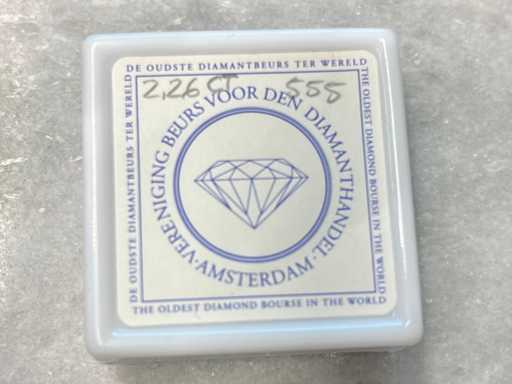 DE OUDSTE DIAMANTBEURS TER WERELD
2,26 CT 555
VERENIGING BEURS VOOR DEN DIAMANTHANDEL
· AMSTERDAM ·
DE OUDSTE DIAMANTBEURS TER WERELD
THE OLDEST DIAMOND BOURSE IN THE WORLD
THE OLDEST DIAMOND BOURSE IN THE WORLD